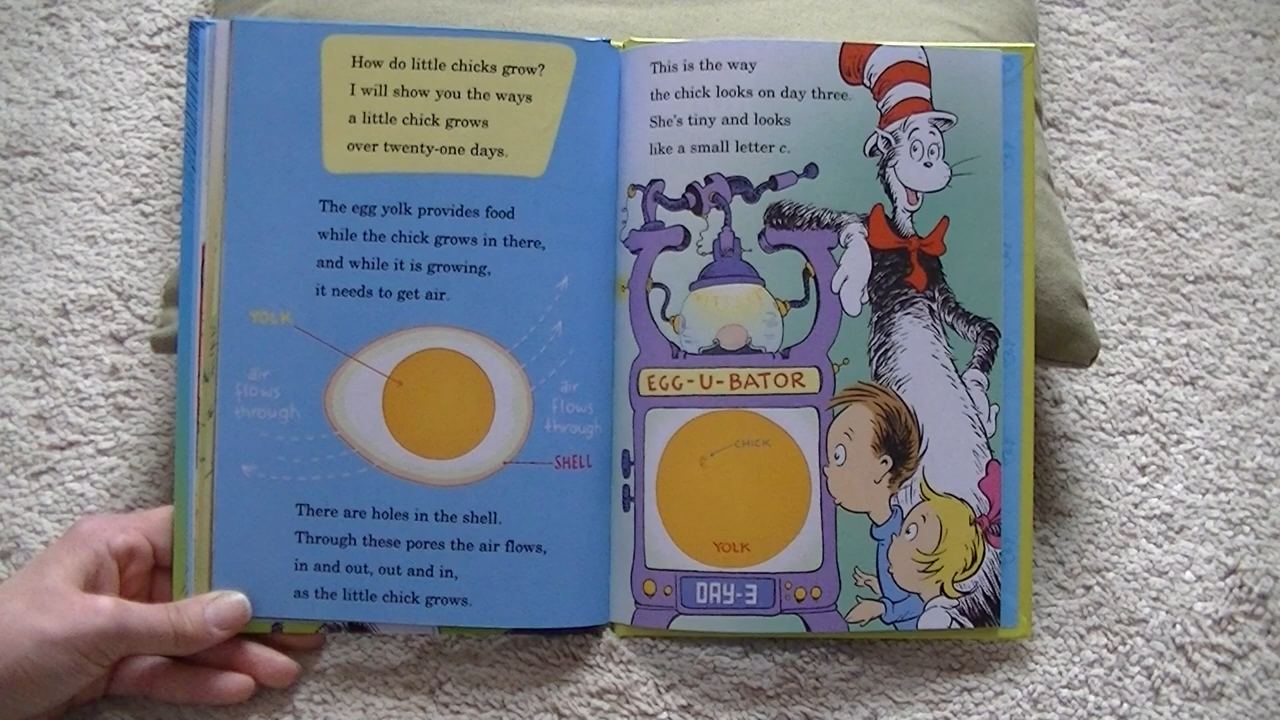 How do little chicks grow?
I will show you the ways
a little chick grows
over twenty-one days.
The egg yolk provides food
while the chick grows in there,
and while it is growing,
it needs to get air.
YOLK
air
flows
through
air
flows
through
SHELL
There are holes in the shell.
Through these pores the air flows,
in and out, out and in,
as the little chick grows.
This is the way
the chick looks on day three.
She's tiny and looks
like a small letter c.
EGG-U-BATOR
CHICK
YOLK
DAY-3